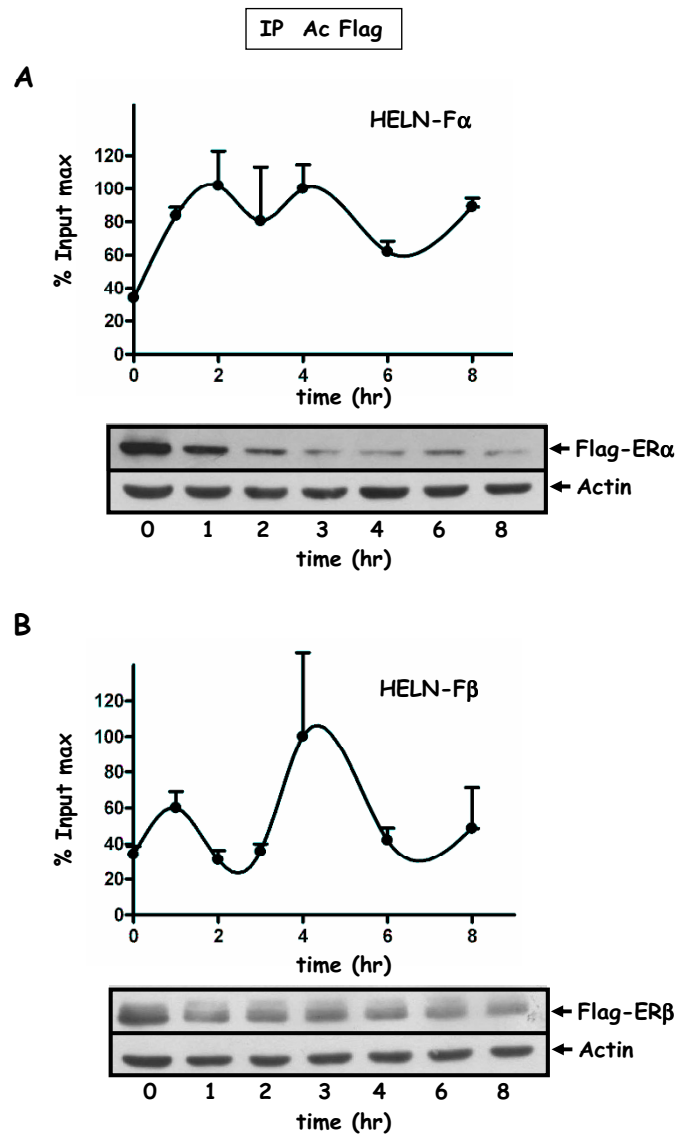 IP Ac Flag
A
HELN-Fα
% Input max
120
100
80
60
40
20
0
0 2 4 6 8
time (hr)
Flag-ERα
Actin
0 1 2 3 4 6 8
time (hr)
B
HELN-Fβ
% Input max
120
100
80
60
40
20
0
0 2 4 6 8
time (hr)
Flag-ERβ
Actin
0 1 2 3 4 6 8
time (hr)